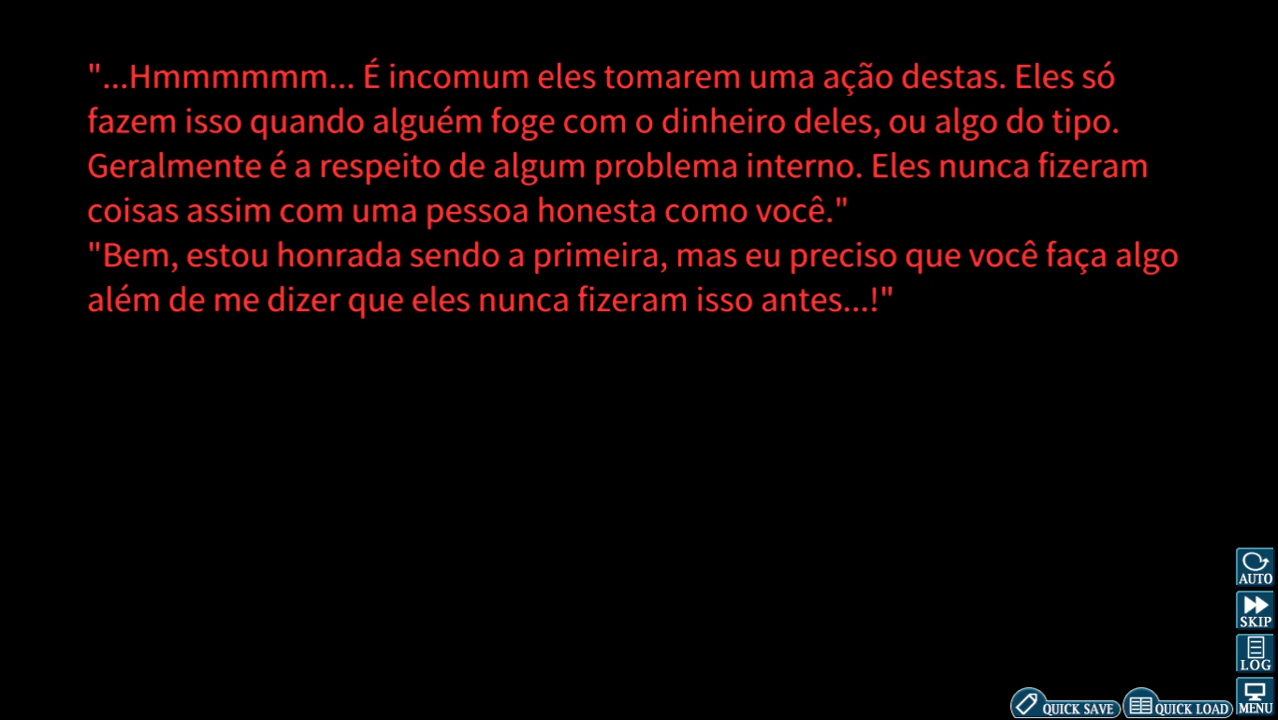 "...Hmmmmmm... É incomum eles tomarem uma ação destas. Eles só
fazem isso quando alguém foge com o dinheiro deles, ou algo do tipo.
Geralmente é a respeito de algum problema interno. Eles nunca fizeram
coisas assim com uma pessoa honesta como você."
"Bem, estou honrada sendo a primeira, mas eu preciso que você faça algo
além de me dizer que eles nunca fizeram isso antes...!"
AUTO
SKIP
LOG
QUICK SAVE
QUICK LOAD
MENU